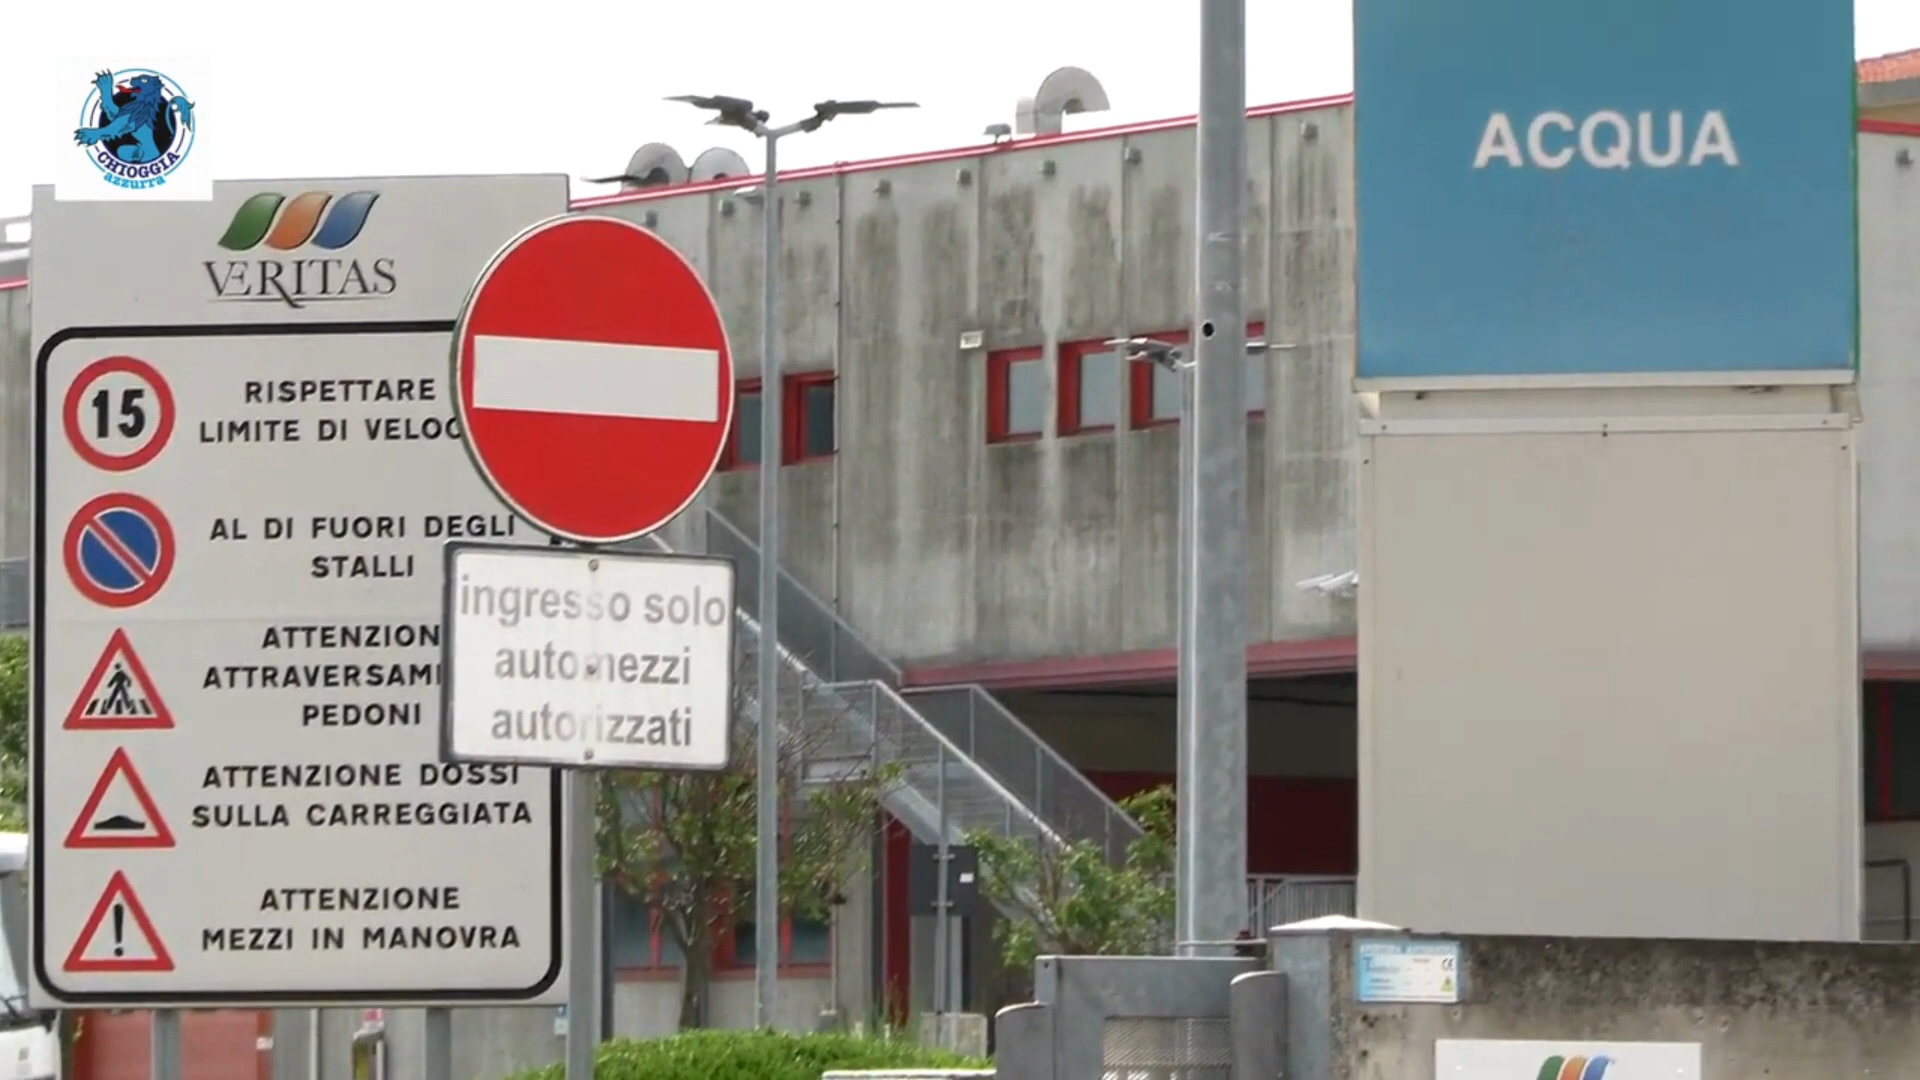 CHIOGGIA
azzurra
VERITAS
15
RISPETTARE
LIMITE DI VELOC
AL DI FUORI DEGLI
STALLI
ATTENZION
ATTRAVERSAM
PEDONI
ATTENZIONE DOSSI
SULLA CARREGGIATA
ATTENZIONE
MEZZI IN MANOVRA
ingresso solo
automezzi
autorizzati
ACQUA